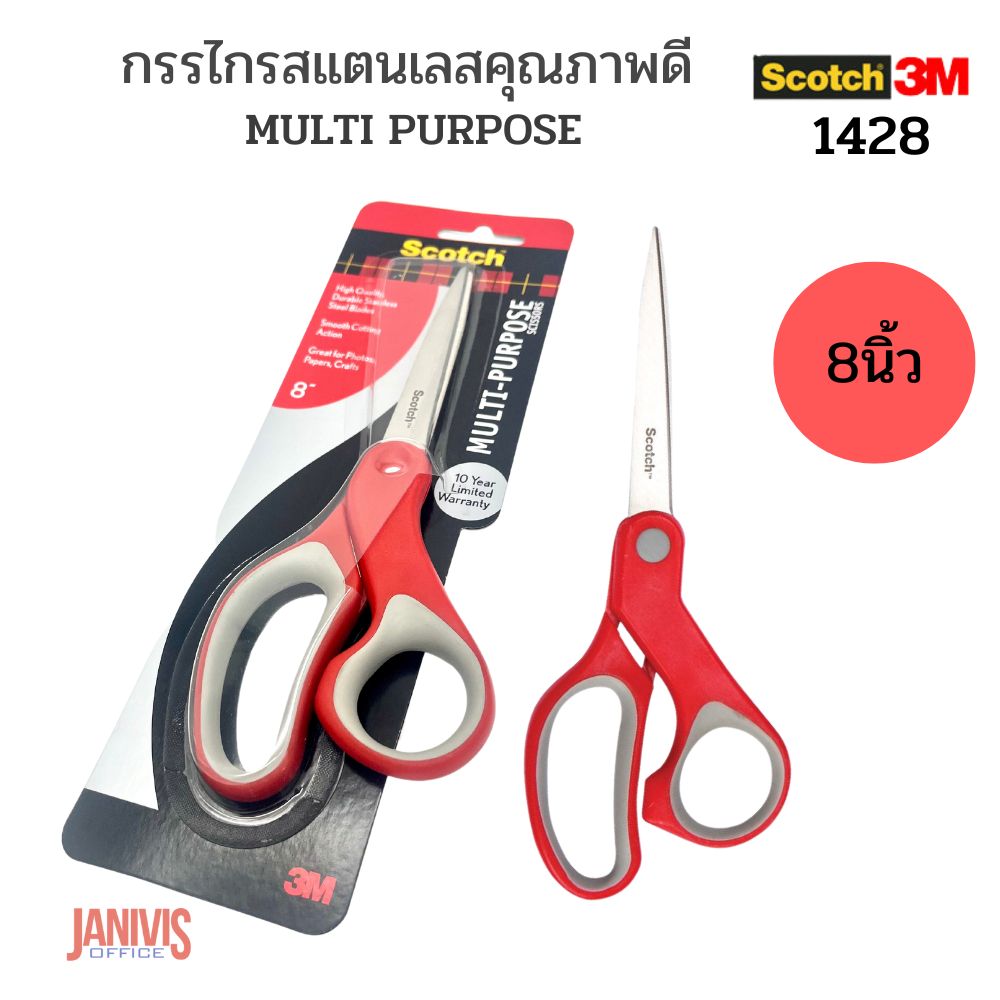 กรรไกรสแตนเลสคุณภาพดี
MULTI PURPOSE
Scotch 3M
1428
8นิ้ว
Scotch
High Quality,
Durable Stainless
Steel Blades
Smooth Cutting
Action
Great for Photos,
Papers, Crafts
8"
MULTI-PURPOSE
SCISSORS
10 Year
Limited
Warranty
Scotch™
3M
Scotch™
JANIVIS
OFFICE